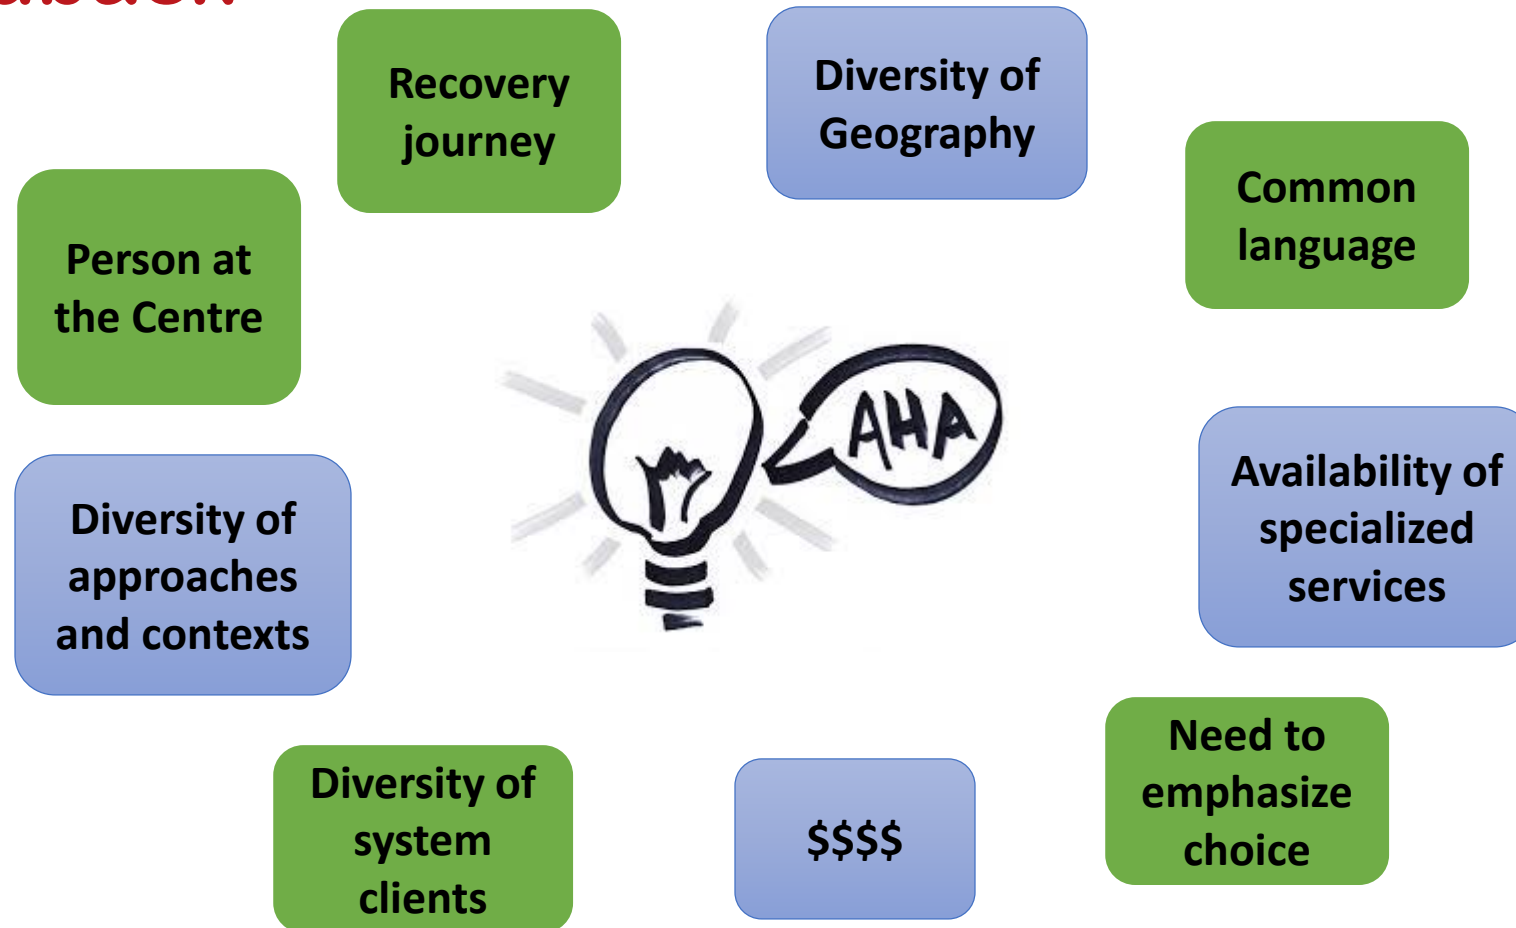 Recovery
journey
Diversity of
Geography
Common
language
Person at
the Centre
AHA
Availability of
specialized
services
Diversity of
approaches
and contexts
Need to
emphasize
choice
Diversity of
system
clients
$$$$